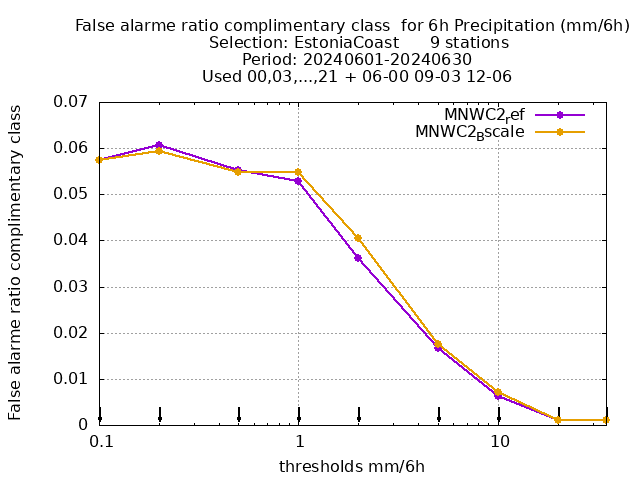 False alarme ratio complimentary class  for 6h Precipitation (mm/6h)
Selection: EstoniaCoast      9 stations
Period: 20240601-20240630
Used 00,03,...,21 + 06-00 09-03 12-06
False alarme ratio complimentary class
0.07
0.06
0.05
0.04
0.03
0.02
0.01
0
MNWC2ref
MNWC2Bscale
0.1 1 10
thresholds mm/6h